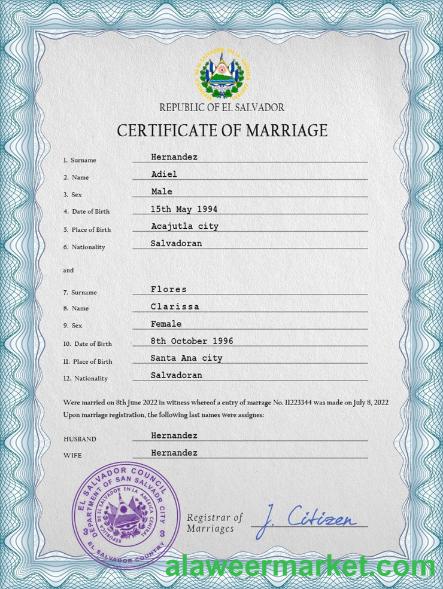 REPUBLIC OF EL SALVADOR
CERTIFICATE OF MARRIAGE
1. Surname Hernandez
2. Name Adiel
3. Sex Male
4. Date of Birth 15th May 1994
5. Place of Birth Acajutla city
6. Nationality Salvadoran
and
7. Surname Flores
8. Name Clarissa
9. Sex Female
10. Date of Birth 8th October 1996
11. Place of Birth Santa Ana city
12. Nationality Salvadoran
Were married on 8th June 2022 in witness whereof a entry of marrage No. II223344 was made on July 8, 2022
Upon marriage registration, the following last names were assignes:
HUSBAND Hernandez
WIFE Hernandez
EL SALVADOR COUNCIL
DEPARTMENT OF SAN SALVADR CITY
EL SALVADOR COUNTRY
Registrar of
Marriages
J. Citizen
alaweermarket.com